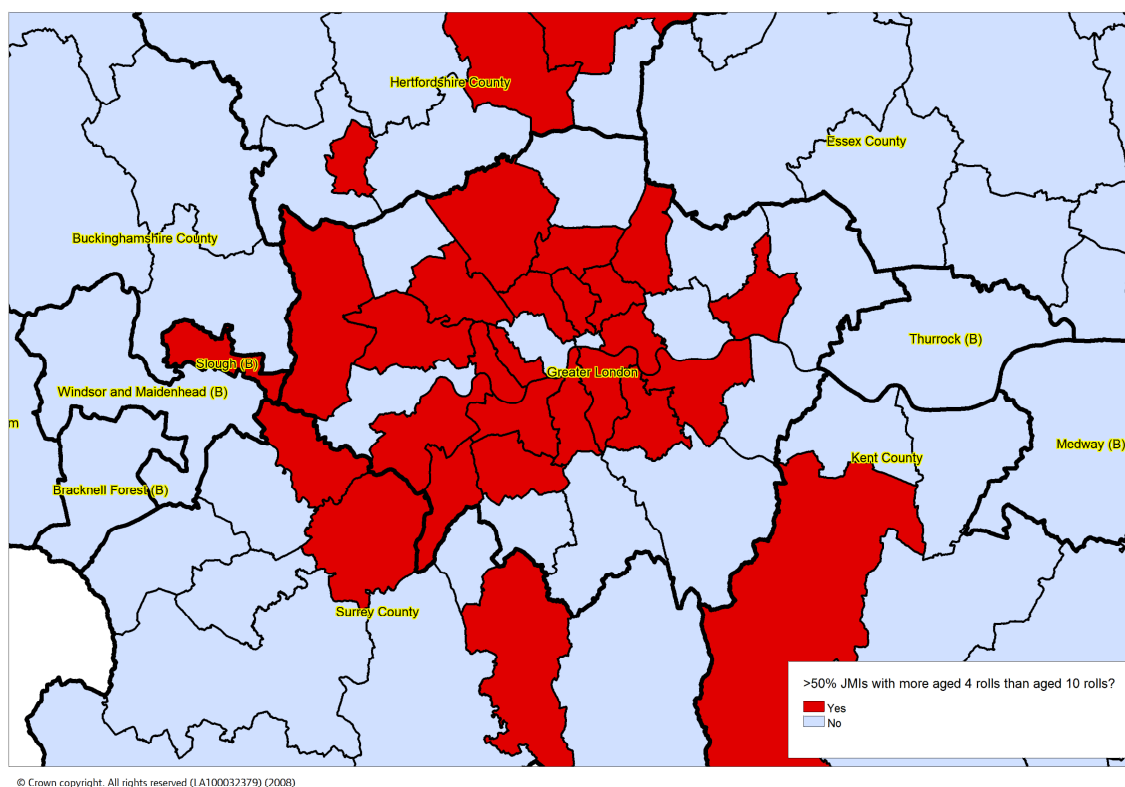 Hertfordshire County
Essex County
Buckinghamshire County
Thurrock (B)
Slough (B)
Greater London
Windsor and Maidenhead (B)
m
Medway (B)
Kent County
Bracknell Forest (B)
Surrey County
>50% JMIs with more aged 4 rolls than aged 10 rolls?
Yes
No
© Crown copyright. All rights reserved (LA100032379) (2008)